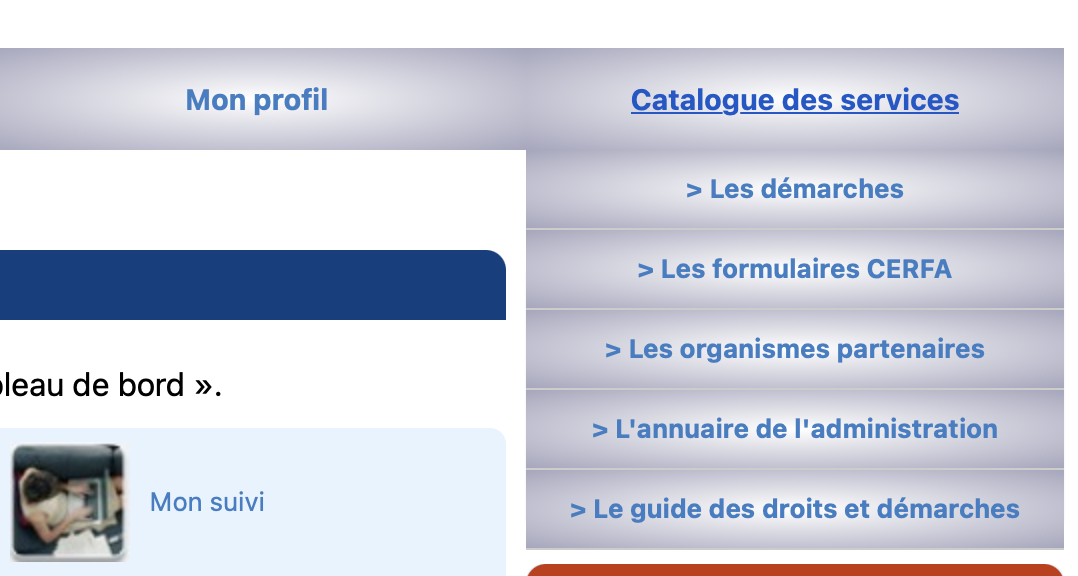 Mon profil
Catalogue des services
> Les démarches
> Les formulaires CERFA
> Les organismes partenaires
bleau de bord ».
> L'annuaire de l'administration
Mon suivi
> Le guide des droits et démarches